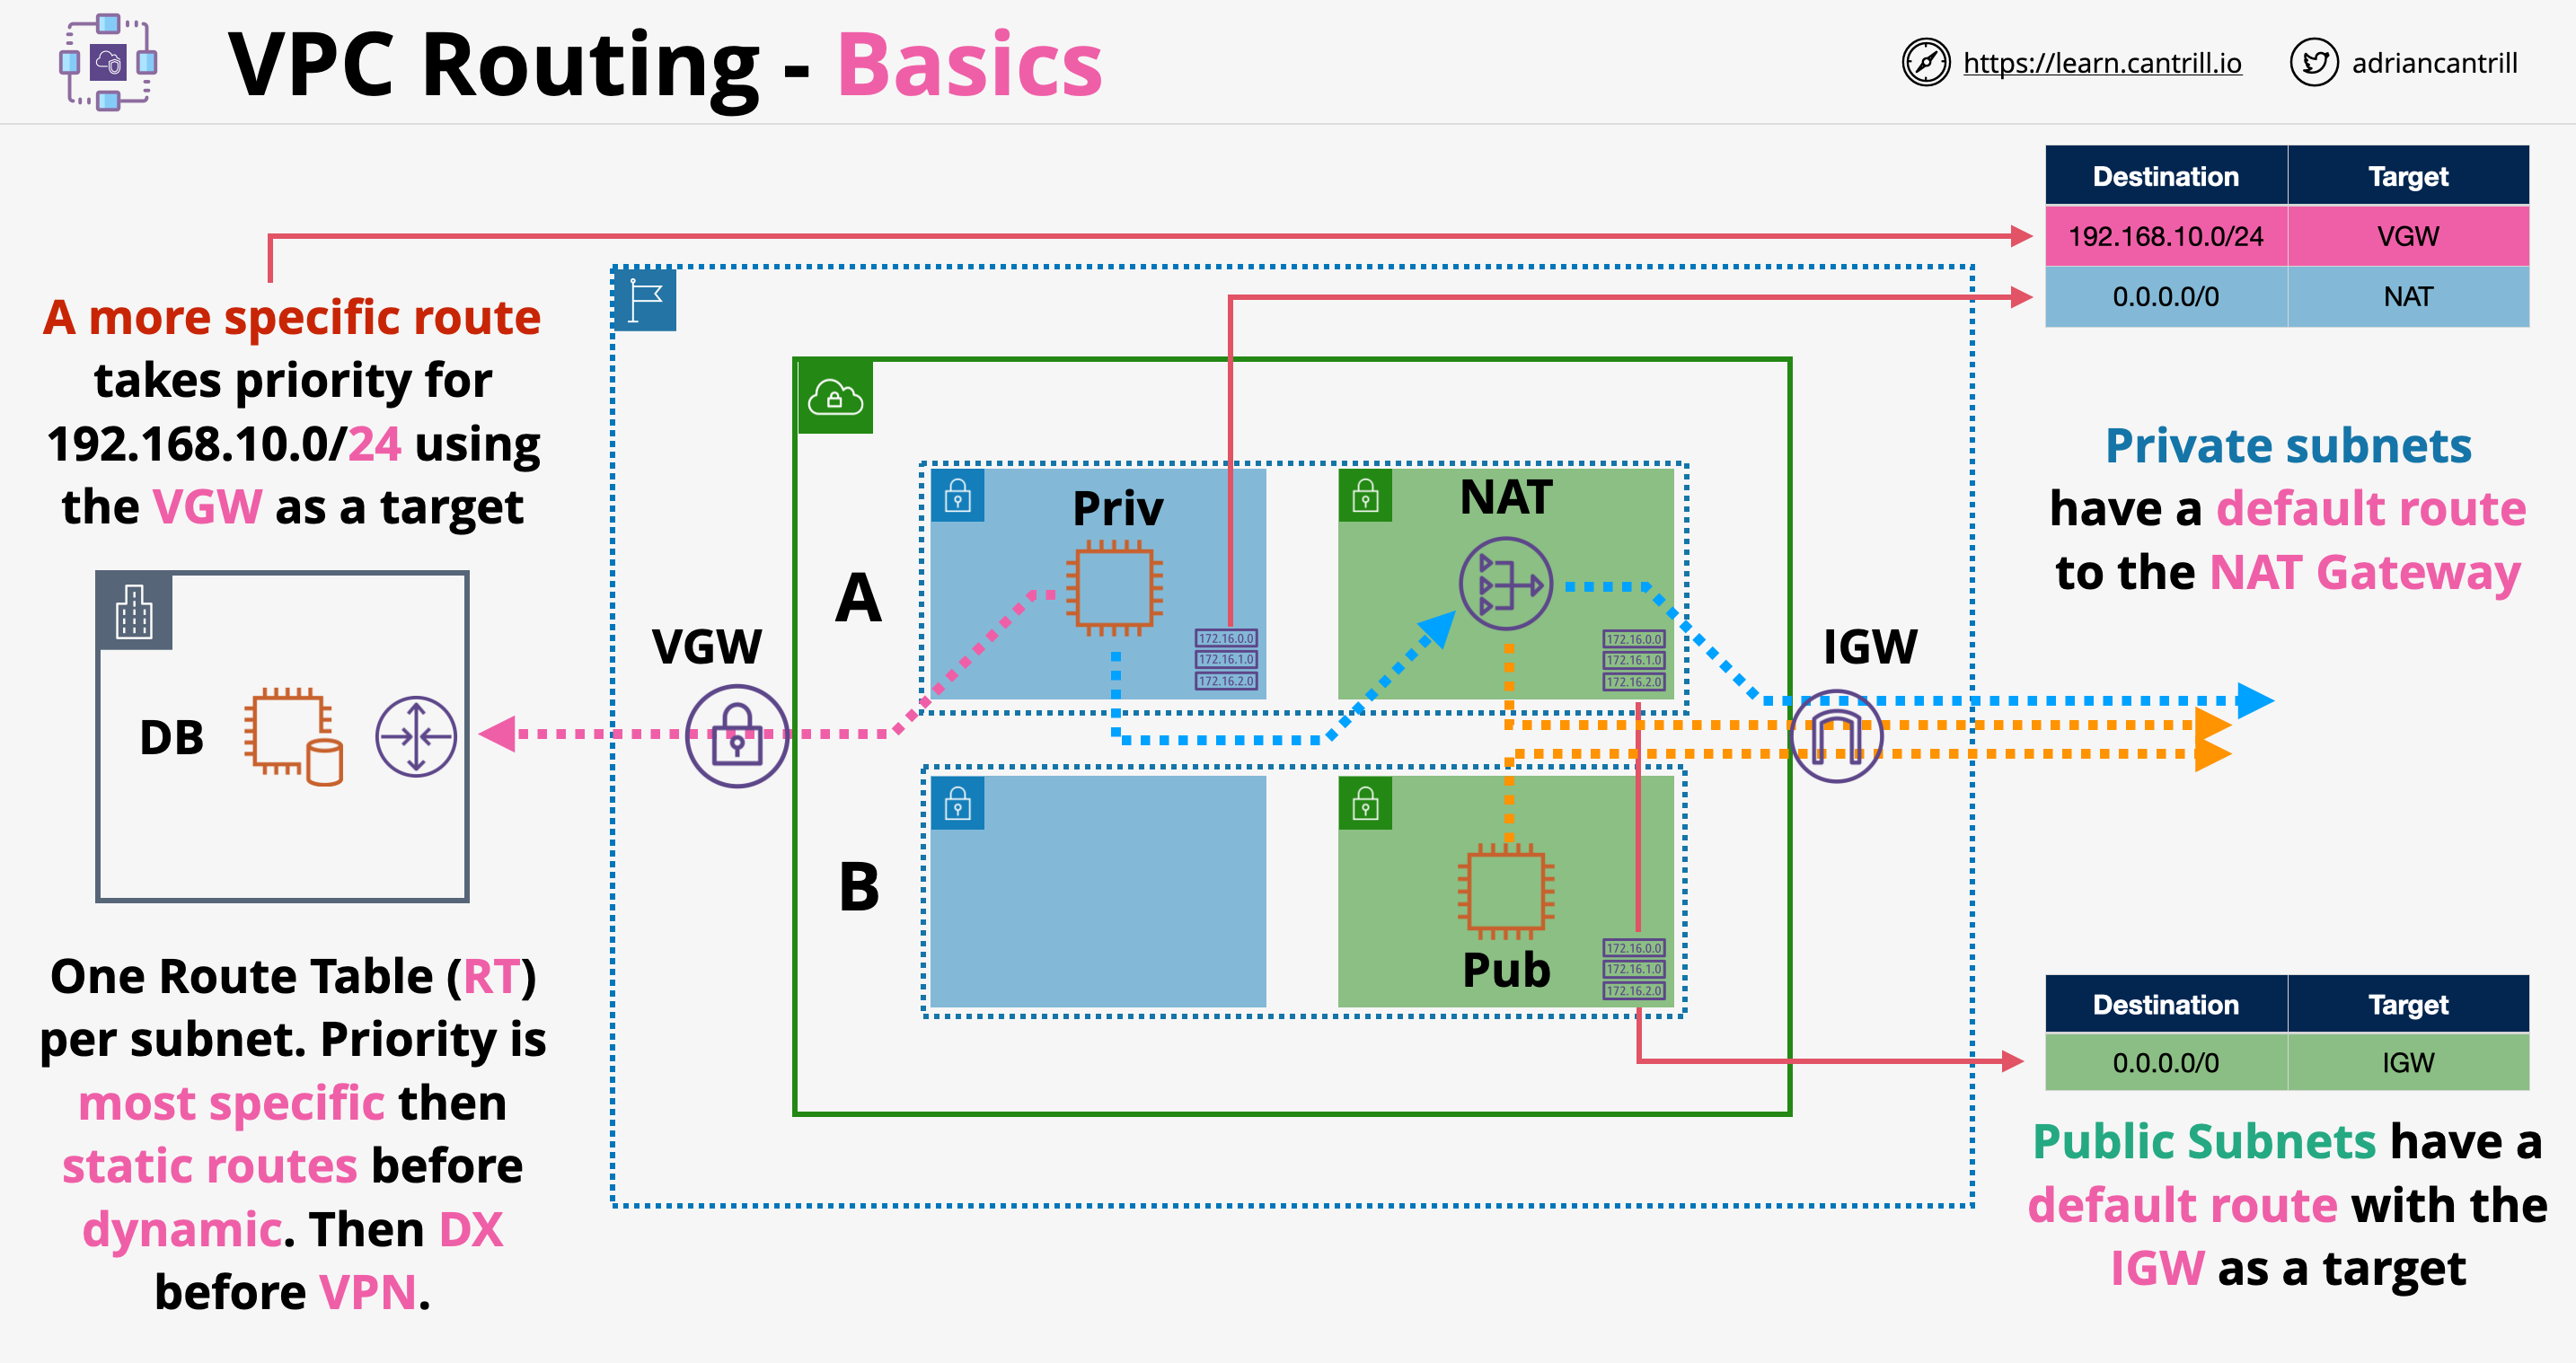 VPC Routing - Basics
https://learn.cantrill.io
adriancantrill
Destination Target
192.168.10.0/24 VGW
0.0.0.0/0 NAT
A more specific route
takes priority for
192.168.10.0/24 using
the VGW as a target
Private subnets
have a default route
to the NAT Gateway
Priv
NAT
A
172.16.0.0
172.16.1.0
172.16.2.0
172.16.0.0
172.16.1.0
172.16.2.0
VGW
IGW
DB
B
Pub
172.16.0.0
172.16.1.0
172.16.2.0
One Route Table (RT)
per subnet. Priority is
most specific then
static routes before
dynamic. Then DX
before VPN.
Destination Target
0.0.0.0/0 IGW
Public Subnets have a
default route with the
IGW as a target